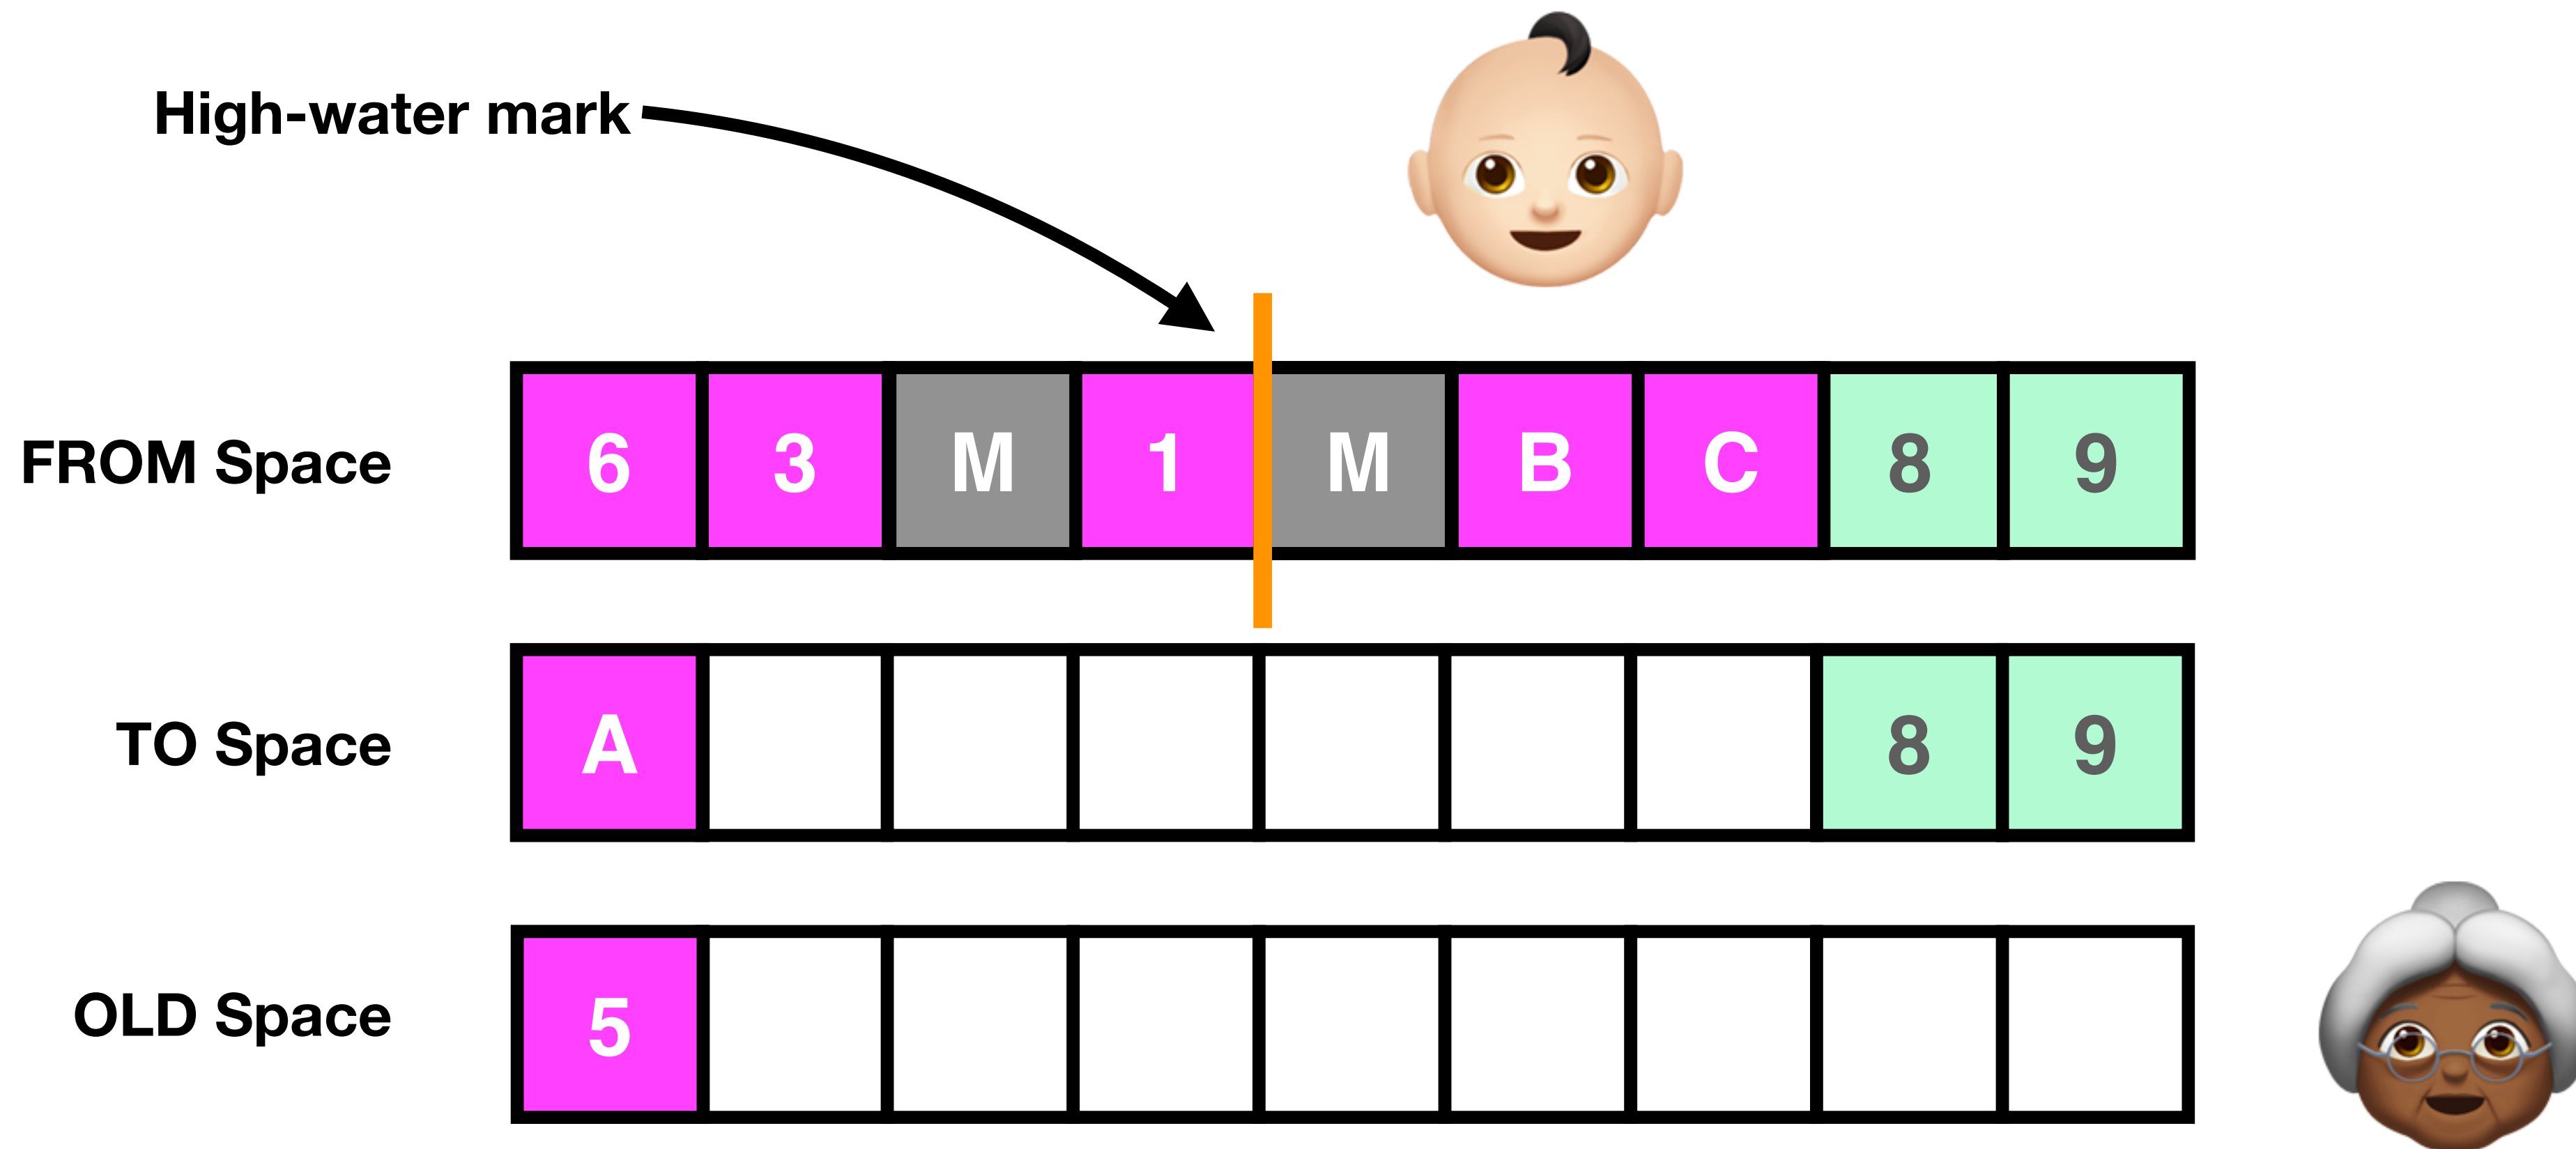 High-water mark
FROM Space 6 3 M 1 M B C 8 9
TO Space A 8 9
OLD Space 5